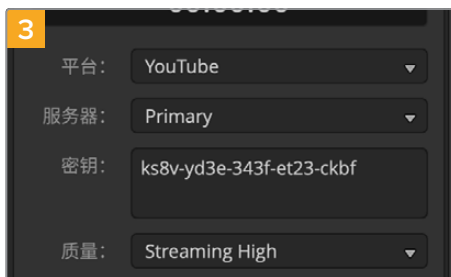 3
平台： YouTube
服务器： Primary
密钥： ks8v-yd3e-343f-et23-ckbf
质量： Streaming High